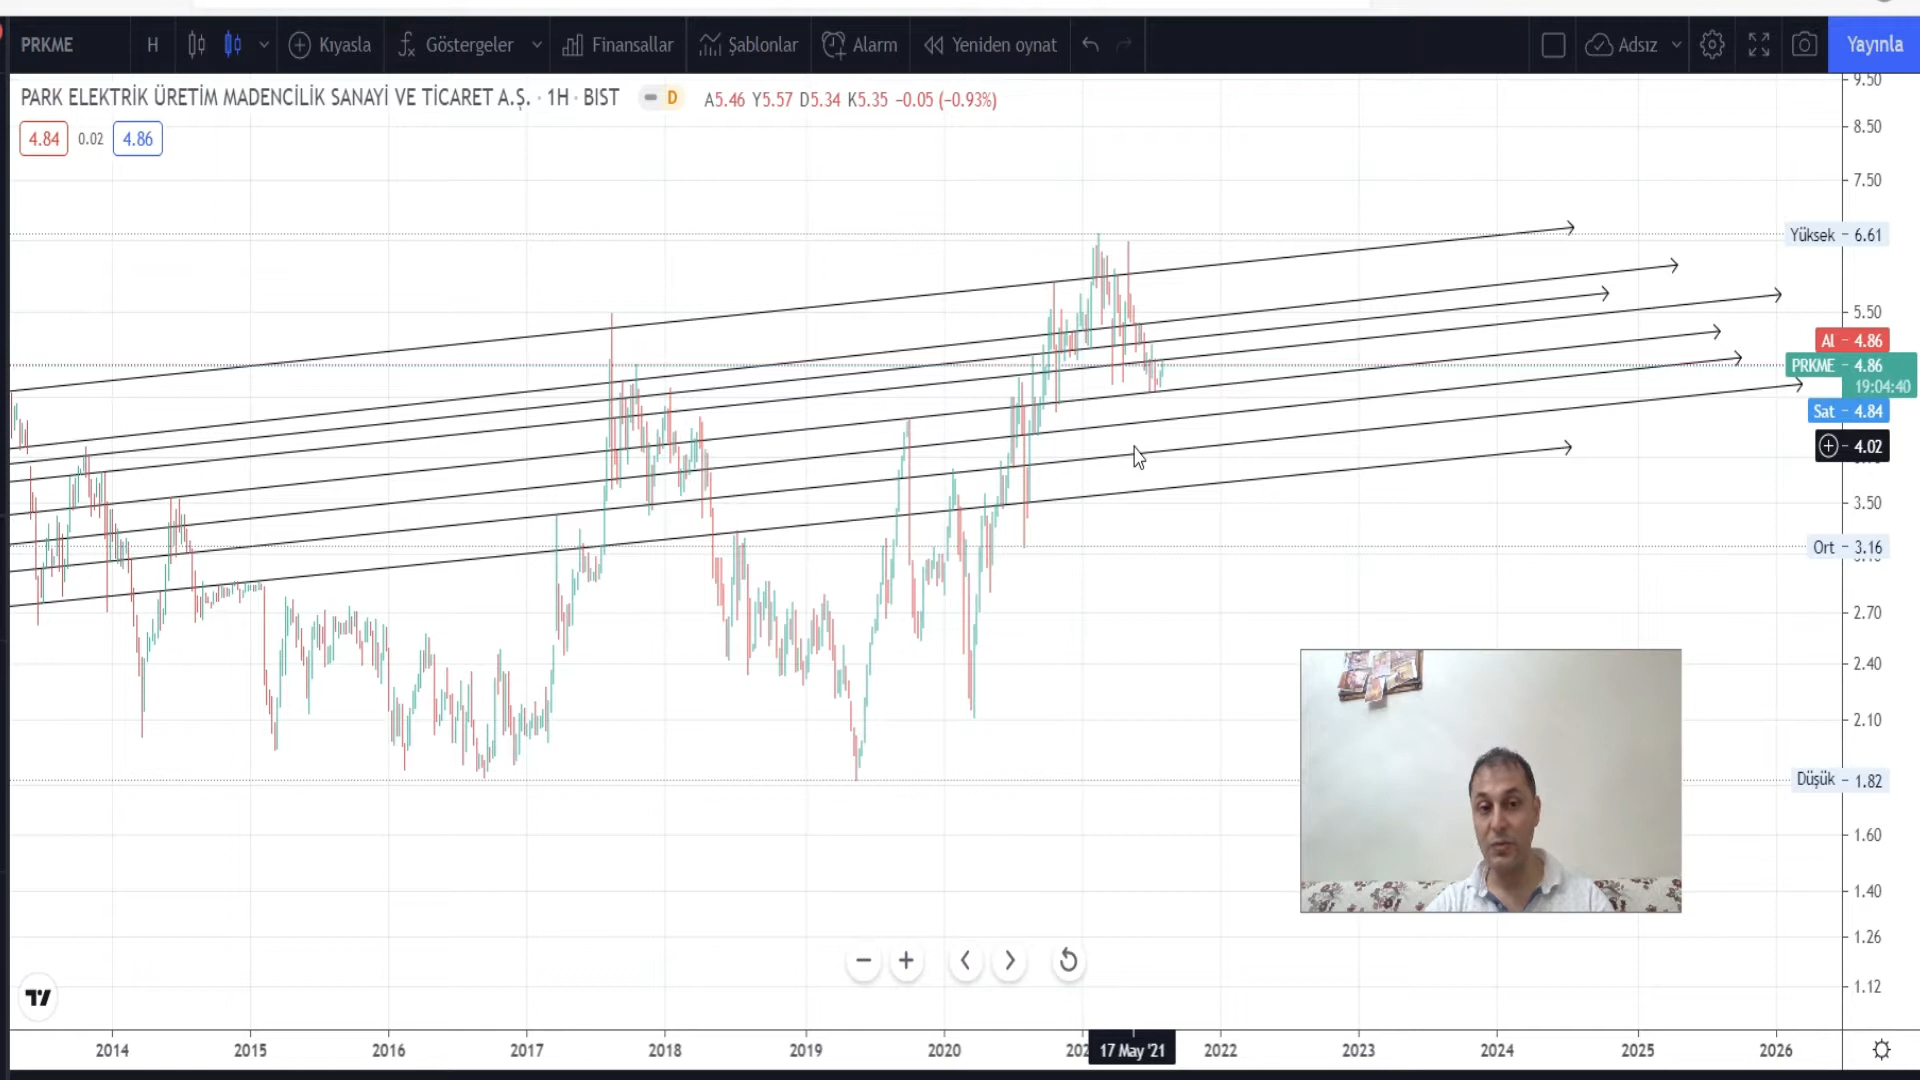 PRKME H Kıyasla Göstergeler Finansallar Şablonlar Alarm Yeniden oynat Adsız Yayınla
PARK ELEKTRİK ÜRETİM MADENCİLİK SANAYİ VE TİCARET A.Ş. · 1H · BIST D A5.46 Y5.57 D5.34 K5.35 −0.05 (−0.93%)
4.84 0.02 4.86
9.50
8.50
7.50
Yüksek 6.61
5.50
Al 4.86
PRKME 4.86
19:04:40
Sat 4.84
4.02
3.50
Ort 3.16
2.70
2.40
2.10
Düşük 1.82
1.60
1.40
1.26
1.12
2014 2015 2016 2017 2018 2019 2020 17 May '21 2022 2023 2024 2025 2026